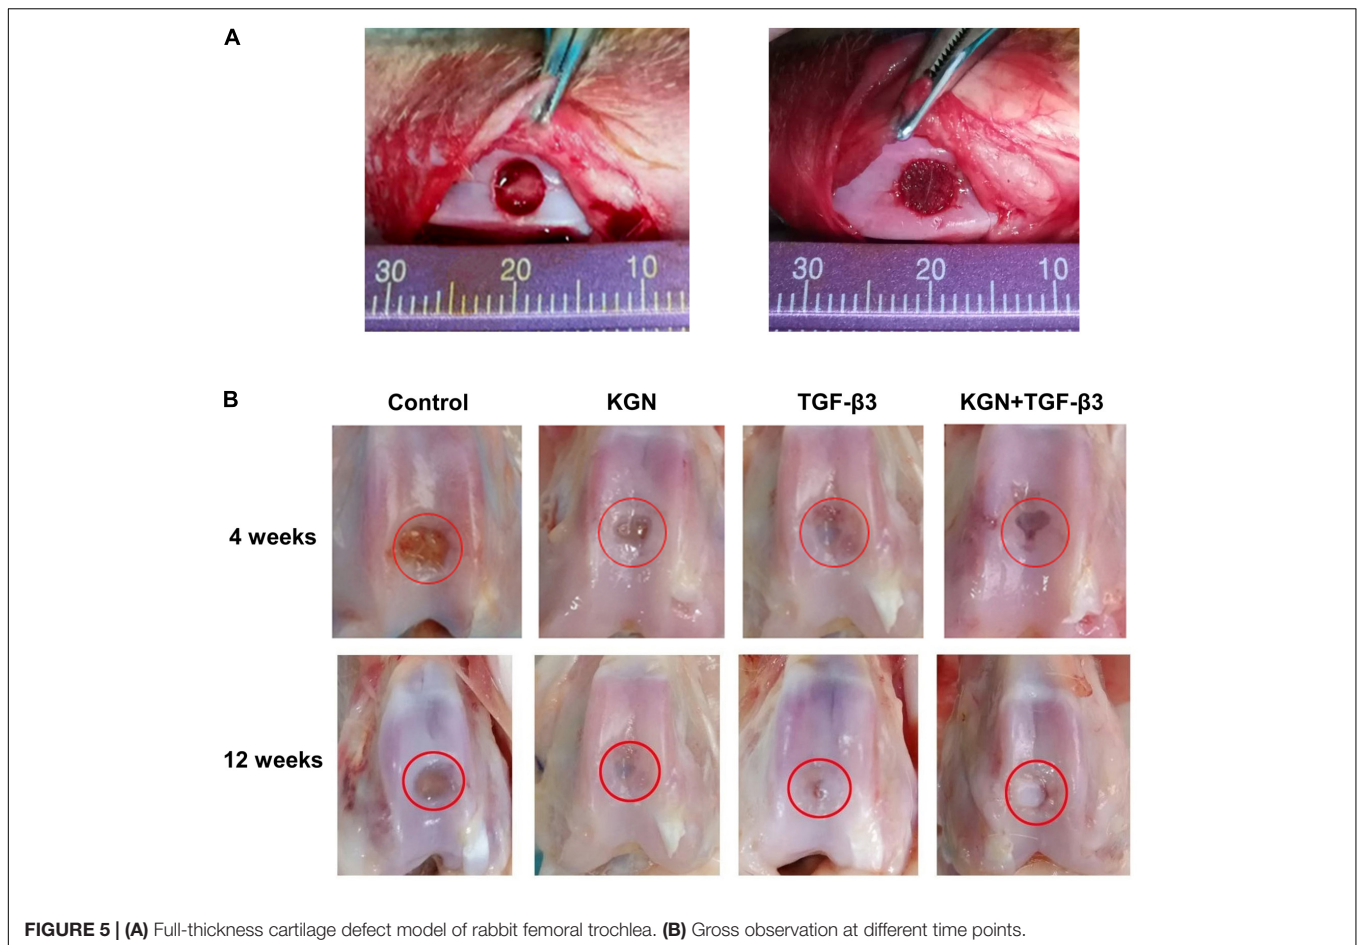 A
30 20 10
30 20 10
B
Control KGN TGF-β3 KGN+TGF-β3
4 weeks
12 weeks
FIGURE 5 | (A) Full-thickness cartilage defect model of rabbit femoral trochlea. (B) Gross observation at different time points.